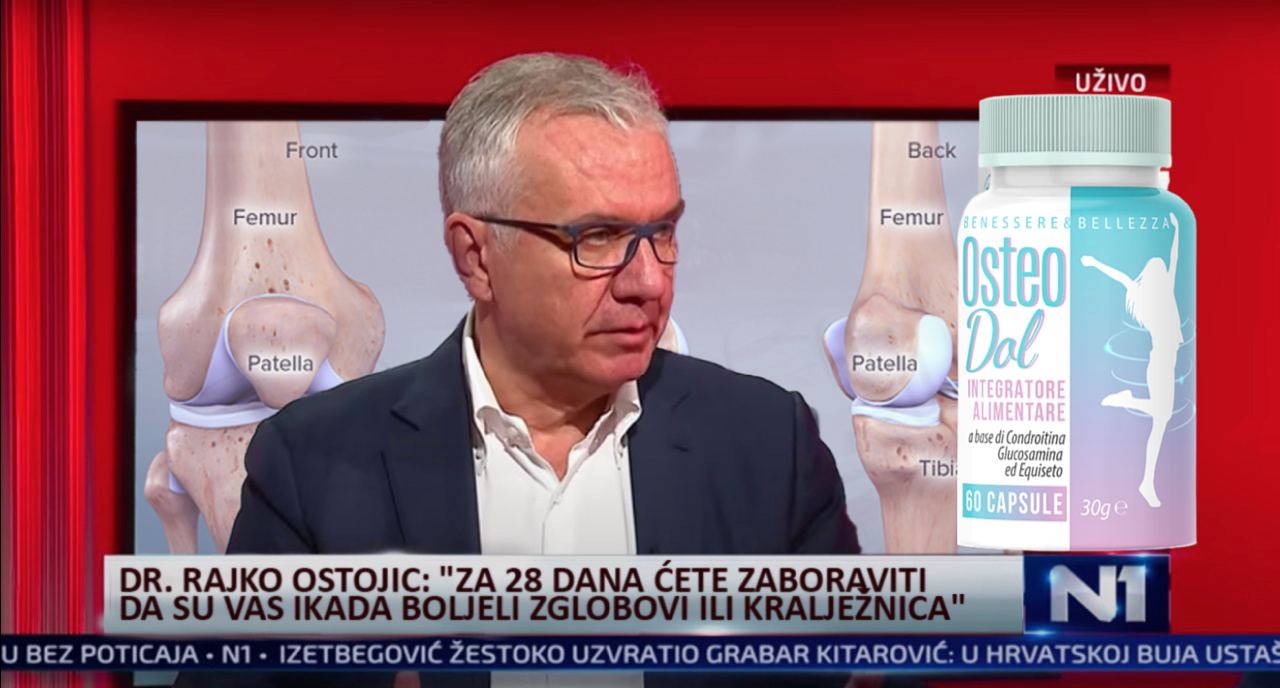 UŽIVO
Front
Back
Femur
Femur
Patella
Patella
BENESSERE & BELLEZZA
Osteo
Dol
INTEGRATORE
ALIMENTARE
a base di Condroitina
Glucosamina
ed Equiseto
60 CAPSULE
30g e
DR. RAJKO OSTOJIC: "ZA 28 DANA ĆETE ZABORAVITI
DA SU VAS IKADA BOLJELI ZGLOBOVI ILI KRALJEŽNICA"
N1
U BEZ POTICAJA • N1 • IZETBEGOVIĆ ŽESTOKO UZVRATIO GRABAR KITAROVIĆ: U HRVATSKOJ BUJA